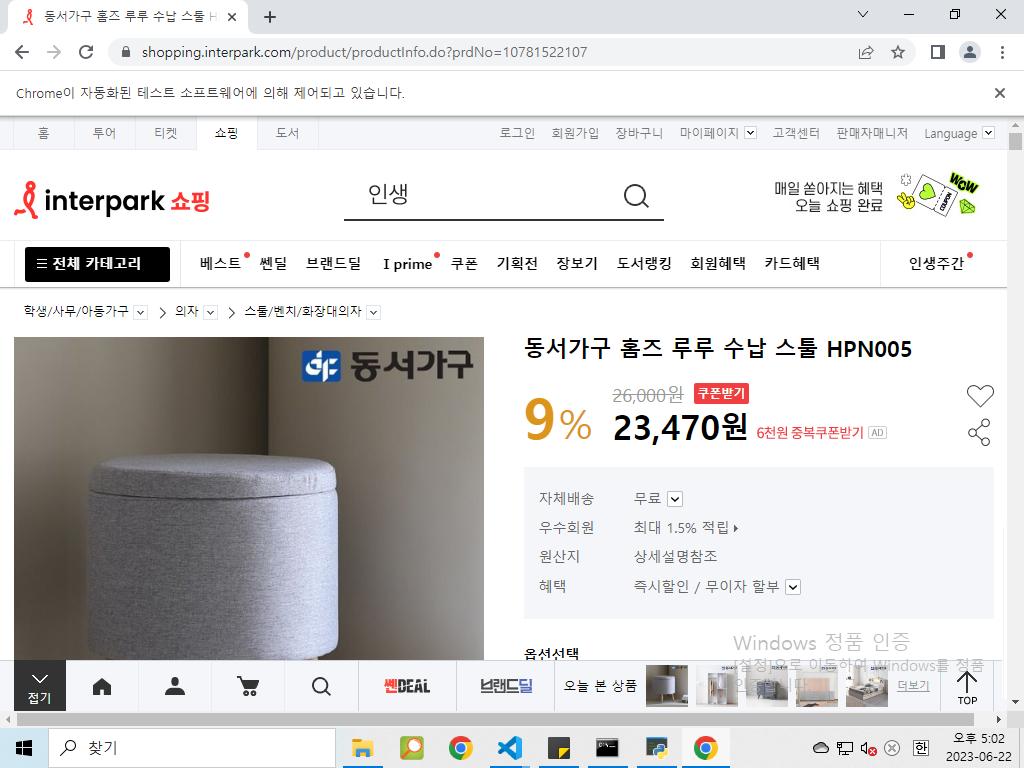 동서가구 홈즈 루루 수납 스툴 H
shopping.interpark.com/product/productInfo.do?prdNo=10781522107
Chrome이 자동화된 테스트 소프트웨어에 의해 제어되고 있습니다.
홈 투어 티켓 쇼핑 도서 로그인 회원가입 장바구니 마이페이지 고객센터 판매자매니저 Language
interpark 쇼핑 인생
매일 쏟아지는 혜택
오늘 쇼핑 완료
WOW
COUPON
전체 카테고리 베스트 쎈딜 브랜드딜 I prime 쿠폰 기획전 장보기 도서랭킹 회원혜택 카드혜택 인생주간
학생/사무/아동가구 의자 스툴/벤치/화장대의자
동서가구
동서가구 홈즈 루루 수납 스툴 HPN005
9% 26,000원 쿠폰받기
23,470원 6천원 중복쿠폰받기 AD
자체배송 무료
우수회원 최대 1.5% 적립
원산지 상세설명참조
혜택 즉시할인 / 무이자 할부
옵션선택
Windows 정품 인증
[설정]으로 이동하여 Windows를 정품
접기
쎈DEAL
브랜드딜
오늘 본 상품
더보기
TOP
찾기
한
오후 5:02
2023-06-22